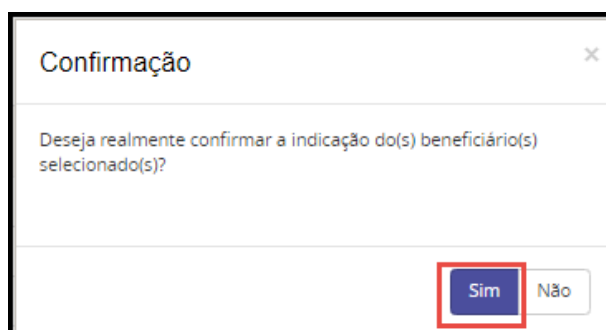 Confirmação
×
Deseja realmente confirmar a indicação do(s) beneficiário(s)
selecionado(s)?
Sim Não